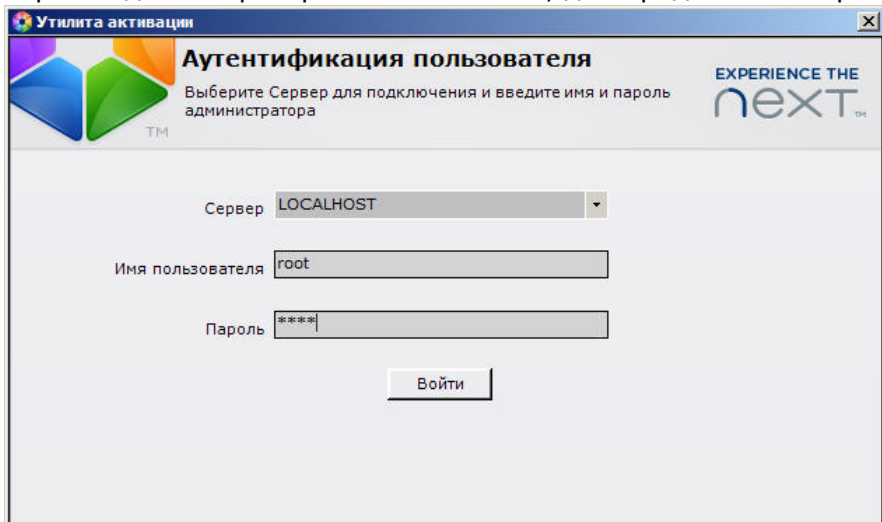 Утилита активации
Аутентификация пользователя
Выберите Сервер для подключения и введите имя и пароль
администратора
EXPERIENCE THE
next™
TM
Сервер LOCALHOST
Имя пользователя root
Пароль ****
Войти